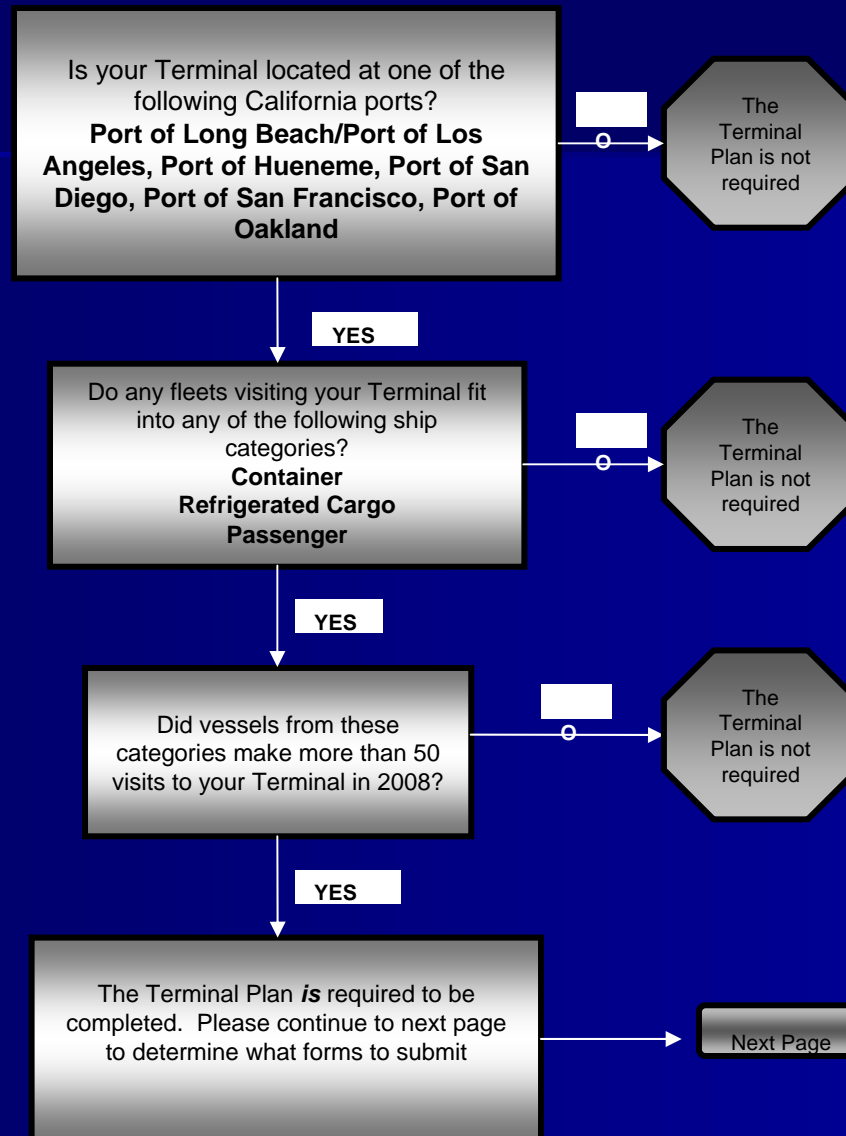 Is your Terminal located at one of the
following California ports?
Port of Long Beach/Port of Los
Angeles, Port of Hueneme, Port of San
Diego, Port of San Francisco, Port of
Oakland
O
The
Terminal
Plan is not
required
YES
Do any fleets visiting your Terminal fit
into any of the following ship
categories?
Container
Refrigerated Cargo
Passenger
O
The
Terminal
Plan is not
required
YES
Did vessels from these
categories make more than 50
visits to your Terminal in 2008?
O
The
Terminal
Plan is not
required
YES
The Terminal Plan is required to be
completed.  Please continue to next page
to determine what forms to submit
Next Page